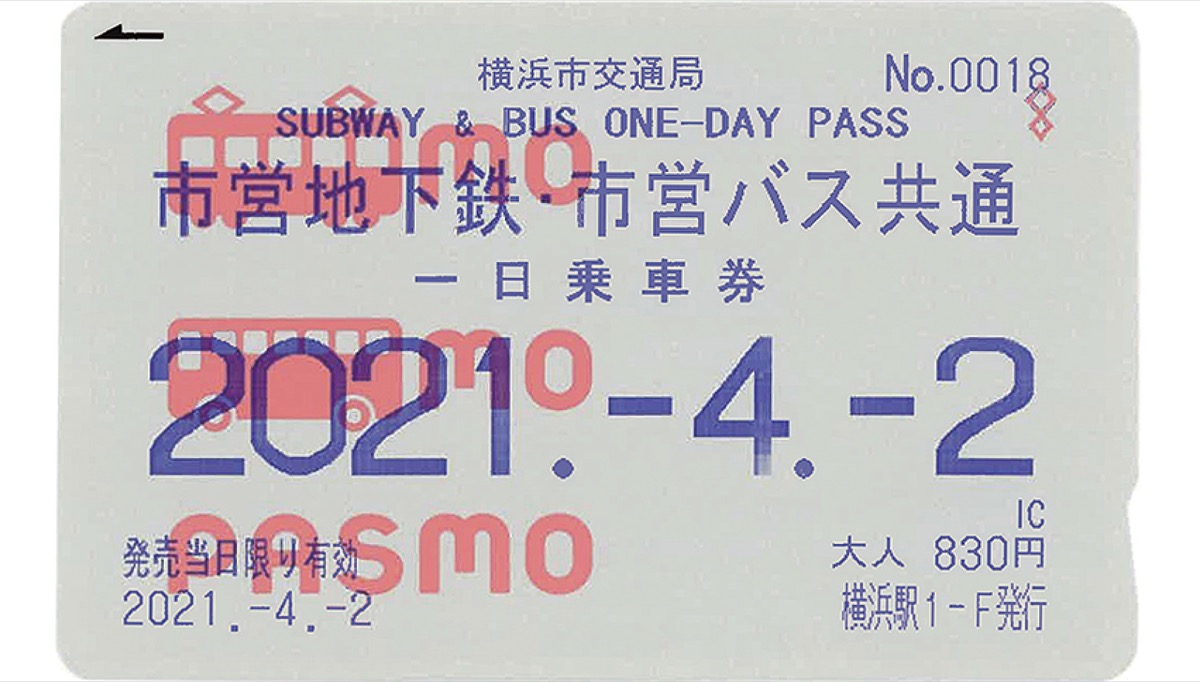 横浜市交通局 No.0018
SUBWAY & BUS ONE-DAY PASS
市営地下鉄・市営バス共通
一日乗車券
mo
2021.-4.-2
mo
IC
PASMO
発売当日限り有効 大人 830円
2021.-4.-2 横浜駅1-F発行